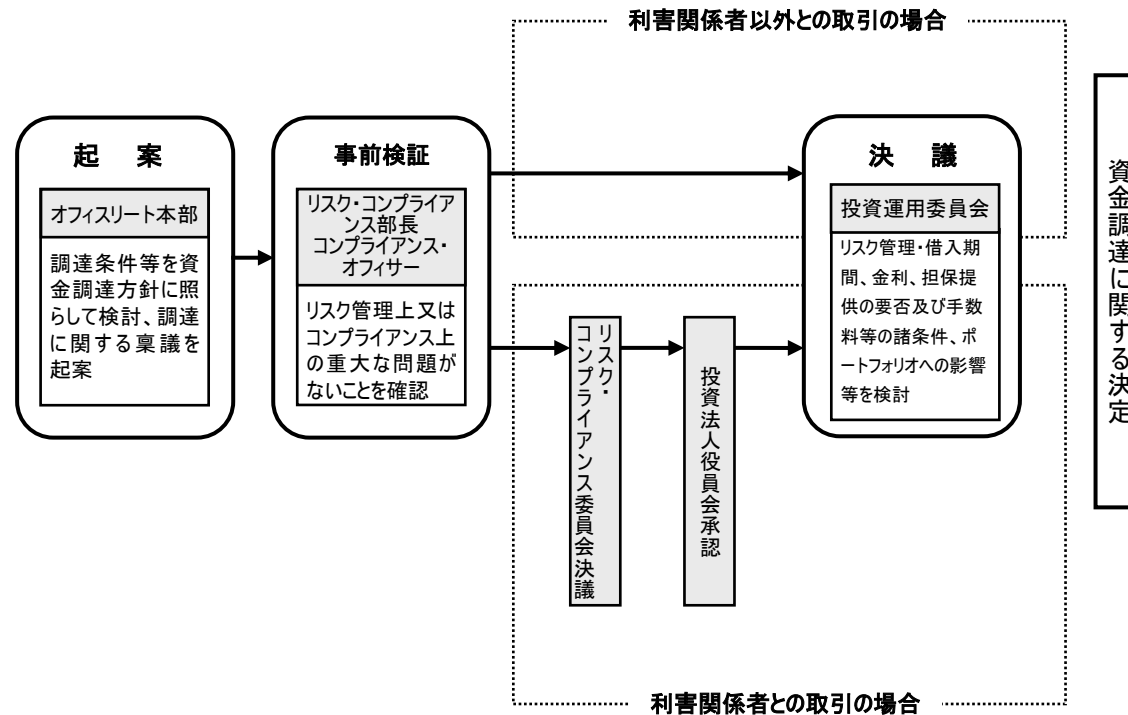 利害関係者以外との取引の場合
起　案
オフィスリート本部
調達条件等を資
金調達方針に照
らして検討、調達
に関する稟議を
起案
事前検証
リスク・コンプライア
ンス部長
コンプライアンス・
オフィサー
リスク管理上又は
コンプライアンス上
の重大な問題が
ないことを確認
リスク・
コンプライアンス委員会決議
投資法人役員会承認
決　議
投資運用委員会
リスク管理・借入期
間、金利、担保提
供の要否及び手数
料等の諸条件、ポ
ートフォリオへの影響
等を検討
資金調達に関する決定
利害関係者との取引の場合